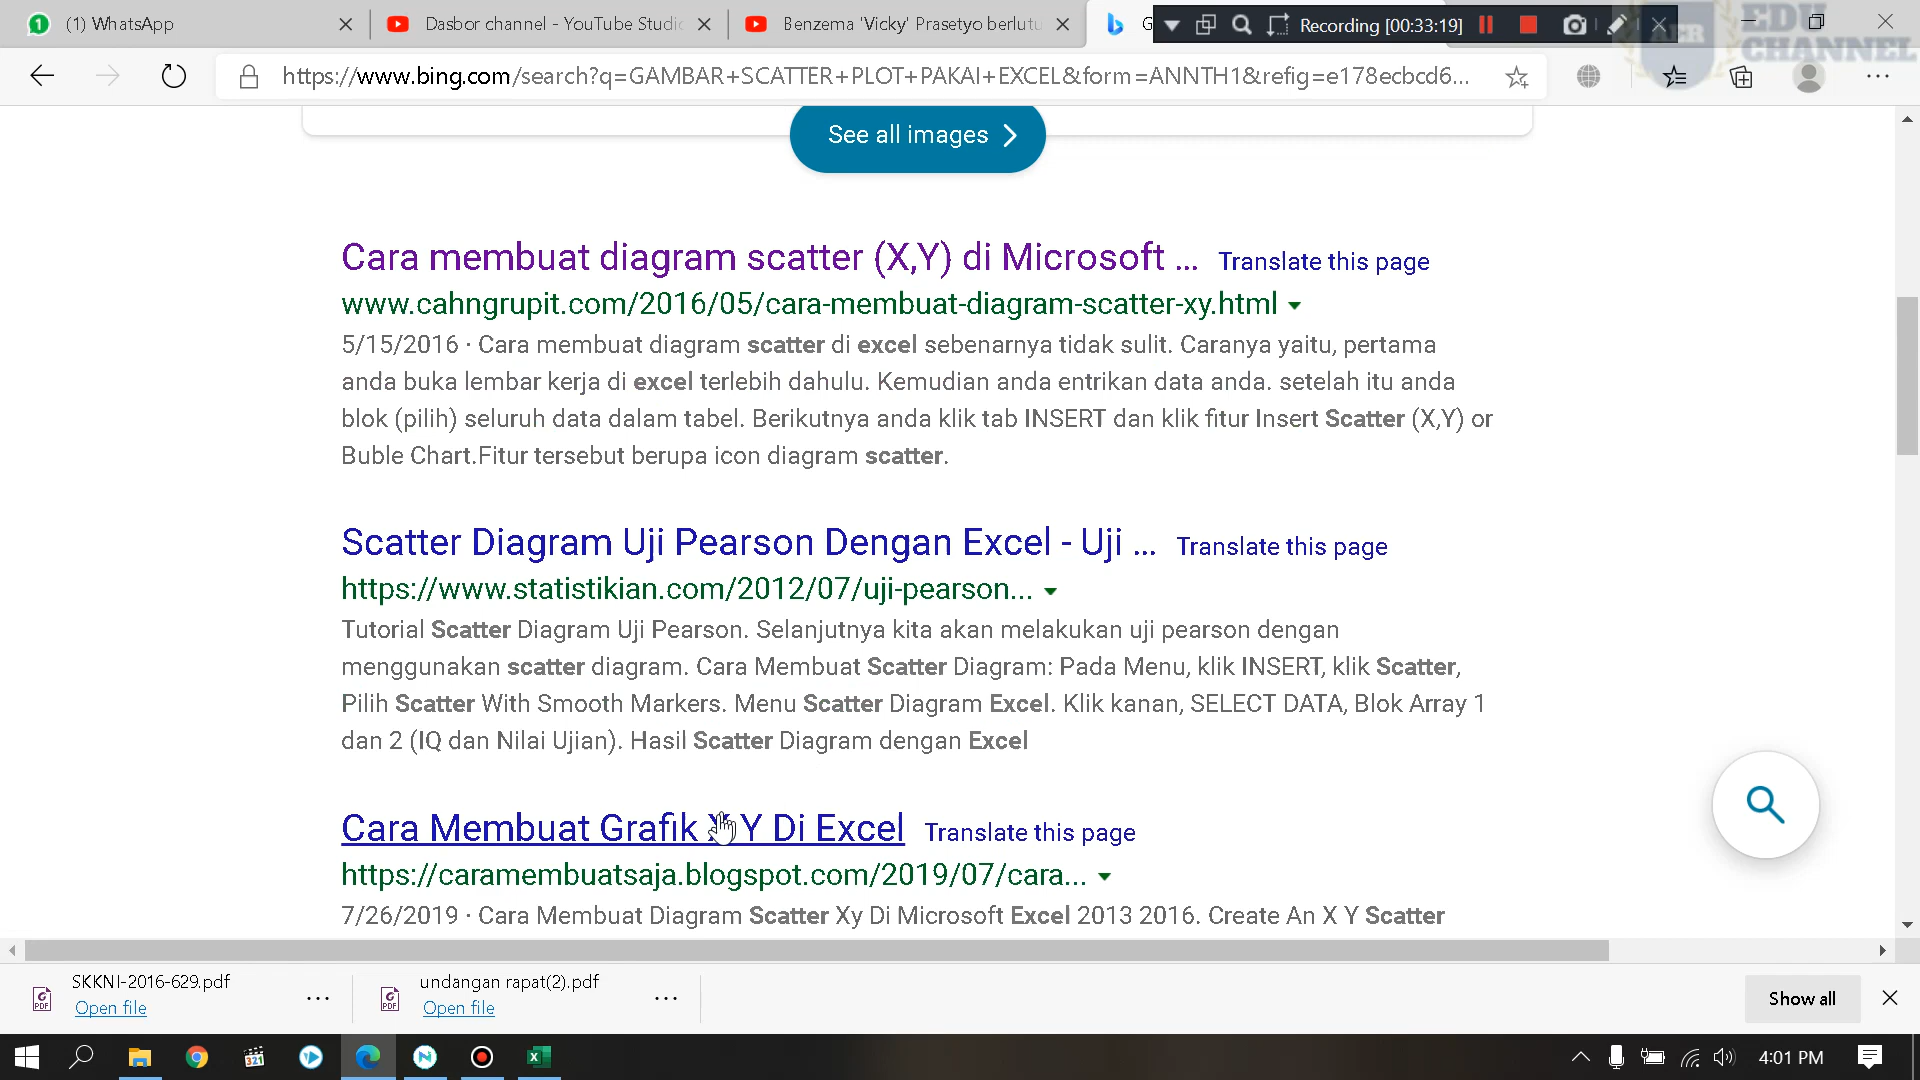 (1) WhatsApp
Dasbor channel - YouTube Studi
Benzema 'Vicky' Prasetyo berlutu
G
Recording [00:33:19]
EDU
CHANNEL
AER
https://www.bing.com/search?q=GAMBAR+SCATTER+PLOT+PAKAI+EXCEL&form=ANNTH1&refig=e178ecbcd6...
See all images
Cara membuat diagram scatter (X,Y) di Microsoft ... Translate this page
www.cahngrupit.com/2016/05/cara-membuat-diagram-scatter-xy.html
5/15/2016 · Cara membuat diagram scatter di excel sebenarnya tidak sulit. Caranya yaitu, pertama
anda buka lembar kerja di excel terlebih dahulu. Kemudian anda entrikan data anda. setelah itu anda
blok (pilih) seluruh data dalam tabel. Berikutnya anda klik tab INSERT dan klik fitur Insert Scatter (X,Y) or
Buble Chart.Fitur tersebut berupa icon diagram scatter.
Scatter Diagram Uji Pearson Dengan Excel - Uji ... Translate this page
https://www.statistikian.com/2012/07/uji-pearson...
Tutorial Scatter Diagram Uji Pearson. Selanjutnya kita akan melakukan uji pearson dengan
menggunakan scatter diagram. Cara Membuat Scatter Diagram: Pada Menu, klik INSERT, klik Scatter,
Pilih Scatter With Smooth Markers. Menu Scatter Diagram Excel. Klik kanan, SELECT DATA, Blok Array 1
dan 2 (IQ dan Nilai Ujian). Hasil Scatter Diagram dengan Excel
Cara Membuat Grafik X Y Di Excel Translate this page
https://caramembuatsaja.blogspot.com/2019/07/cara...
7/26/2019 · Cara Membuat Diagram Scatter Xy Di Microsoft Excel 2013 2016. Create An X Y Scatter
SKKNI-2016-629.pdf
Open file
undangan rapat(2).pdf
Open file
Show all
4:01 PM